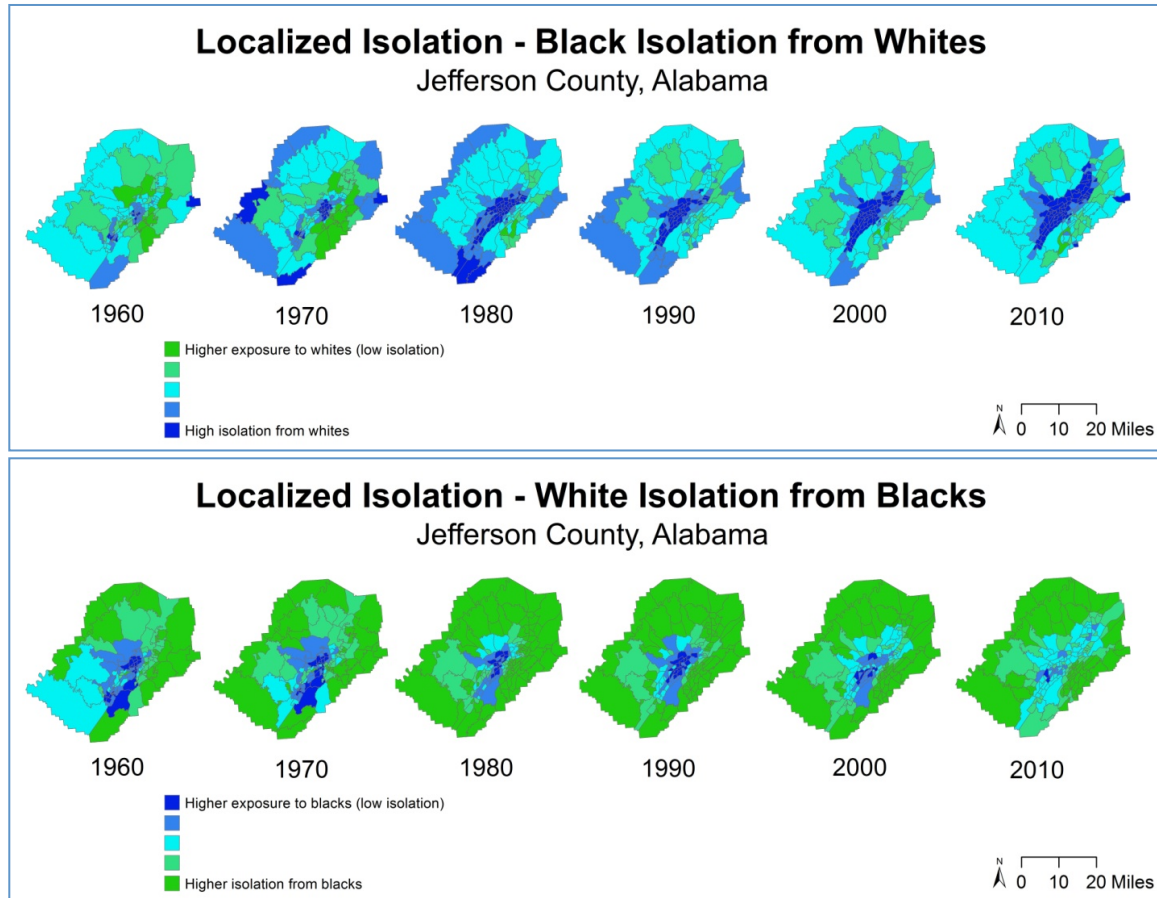 Localized Isolation - Black Isolation from Whites
Jefferson County, Alabama
1960
1970
1980
1990
2000
2010
Higher exposure to whites (low isolation)
High isolation from whites
N
0 10 20 Miles
Localized Isolation - White Isolation from Blacks
Jefferson County, Alabama
1960
1970
1980
1990
2000
2010
Higher exposure to blacks (low isolation)
Higher isolation from blacks
N
0 10 20 Miles